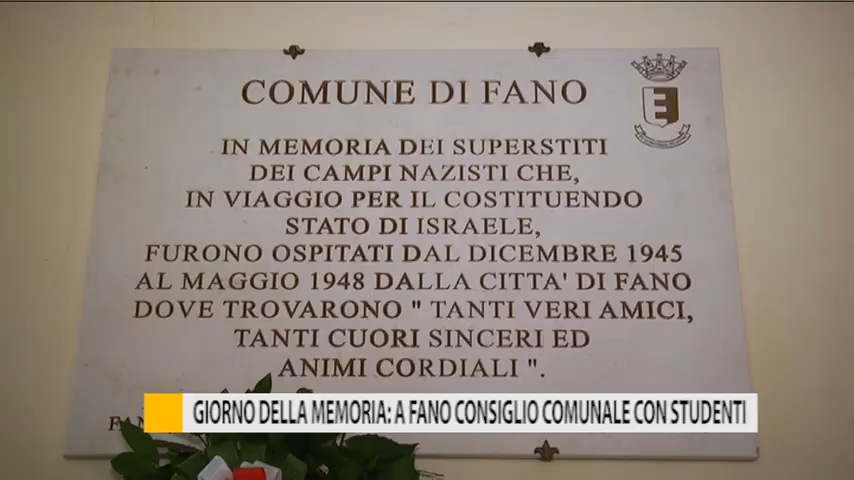 COMUNE DI FANO
IN MEMORIA DEI SUPERSTITI
DEI CAMPI NAZISTI CHE,
IN VIAGGIO PER IL COSTITUENDO
STATO DI ISRAELE,
FURONO OSPITATI DAL DICEMBRE 1945
AL MAGGIO 1948 DALLA CITTA' DI FANO
DOVE TROVARONO " TANTI VERI AMICI,
TANTI CUORI SINCERI ED
ANIMI CORDIALI ".
GIORNO DELLA MEMORIA: A FANO CONSIGLIO COMUNALE CON STUDENTI